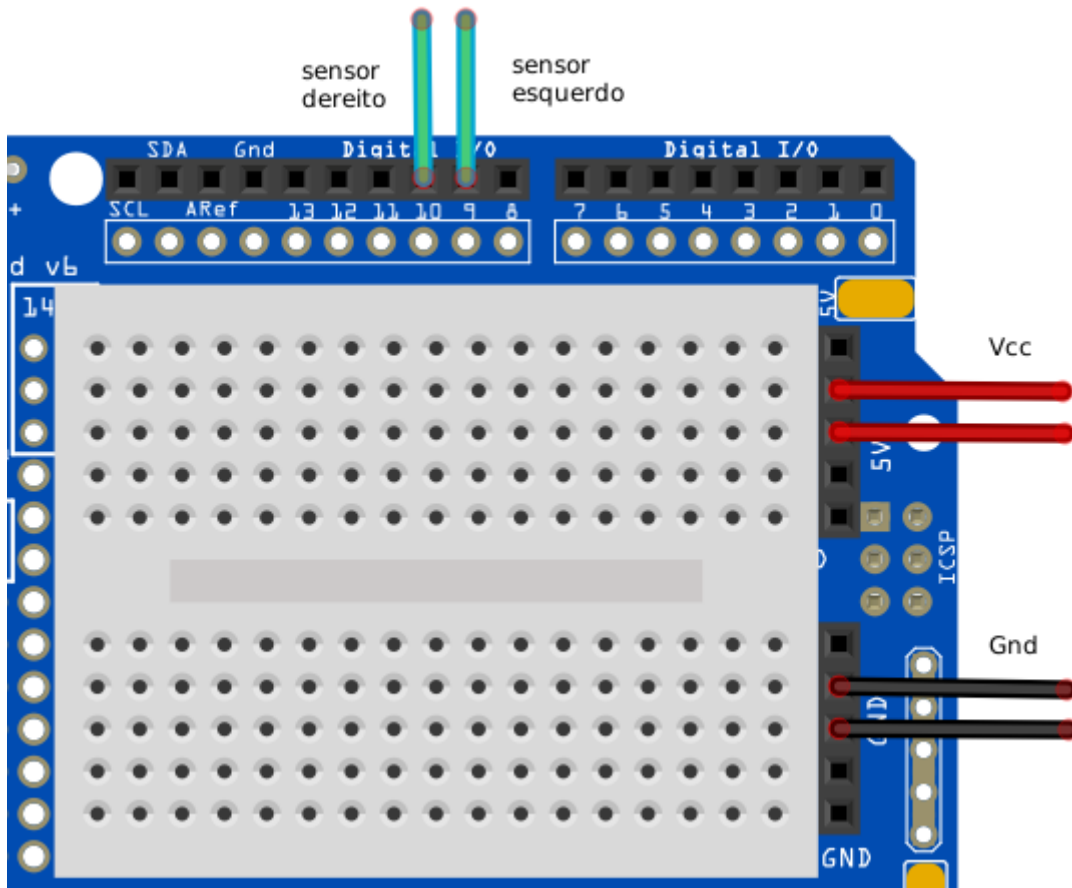 sensor
dereito
sensor
esquerdo
SDA Gnd Digital I/O Digital I/O
+ SCL ARef 13 12 11 10 9 8 7 6 5 4 3 2 1 0
d v6
14
5V
Vcc
5V
ICSP
Gnd
GND
GND